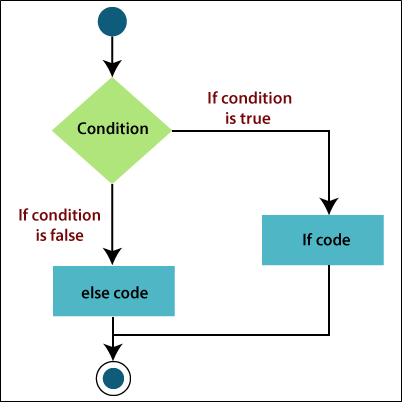 If condition
is true
Condition
If condition
is false
If code
else code